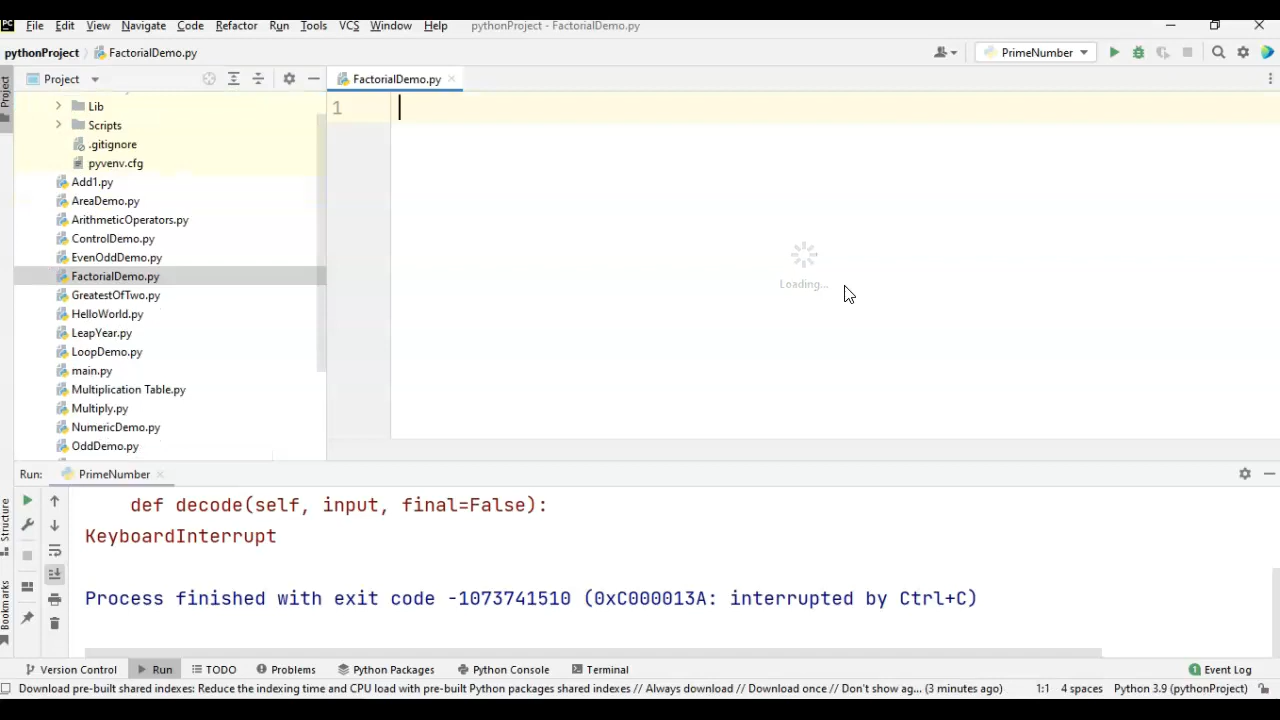 PC File Edit View Navigate Code Refactor Run Tools VCS Window Help pythonProject - FactorialDemo.py
pythonProject FactorialDemo.py PrimeNumber
Project
Project
FactorialDemo.py
Lib
Scripts
.gitignore
pyvenv.cfg
Add1.py
AreaDemo.py
ArithmeticOperators.py
ControlDemo.py
EvenOddDemo.py
FactorialDemo.py
GreatestOfTwo.py
HelloWorld.py
LeapYear.py
LoopDemo.py
main.py
Multiplication Table.py
Multiply.py
NumericDemo.py
OddDemo.py
1
Loading...
Run: PrimeNumber
Structure
Bookmarks
def decode(self, input, final=False):
KeyboardInterrupt
Process finished with exit code -1073741510 (0xC000013A: interrupted by Ctrl+C)
Version Control Run TODO Problems Python Packages Python Console Terminal 1 Event Log
Download pre-built shared indexes: Reduce the indexing time and CPU load with pre-built Python packages shared indexes // Always download // Download once // Don't show ag... (3 minutes ago) 1:1 4 spaces Python 3.9 (pythonProject)